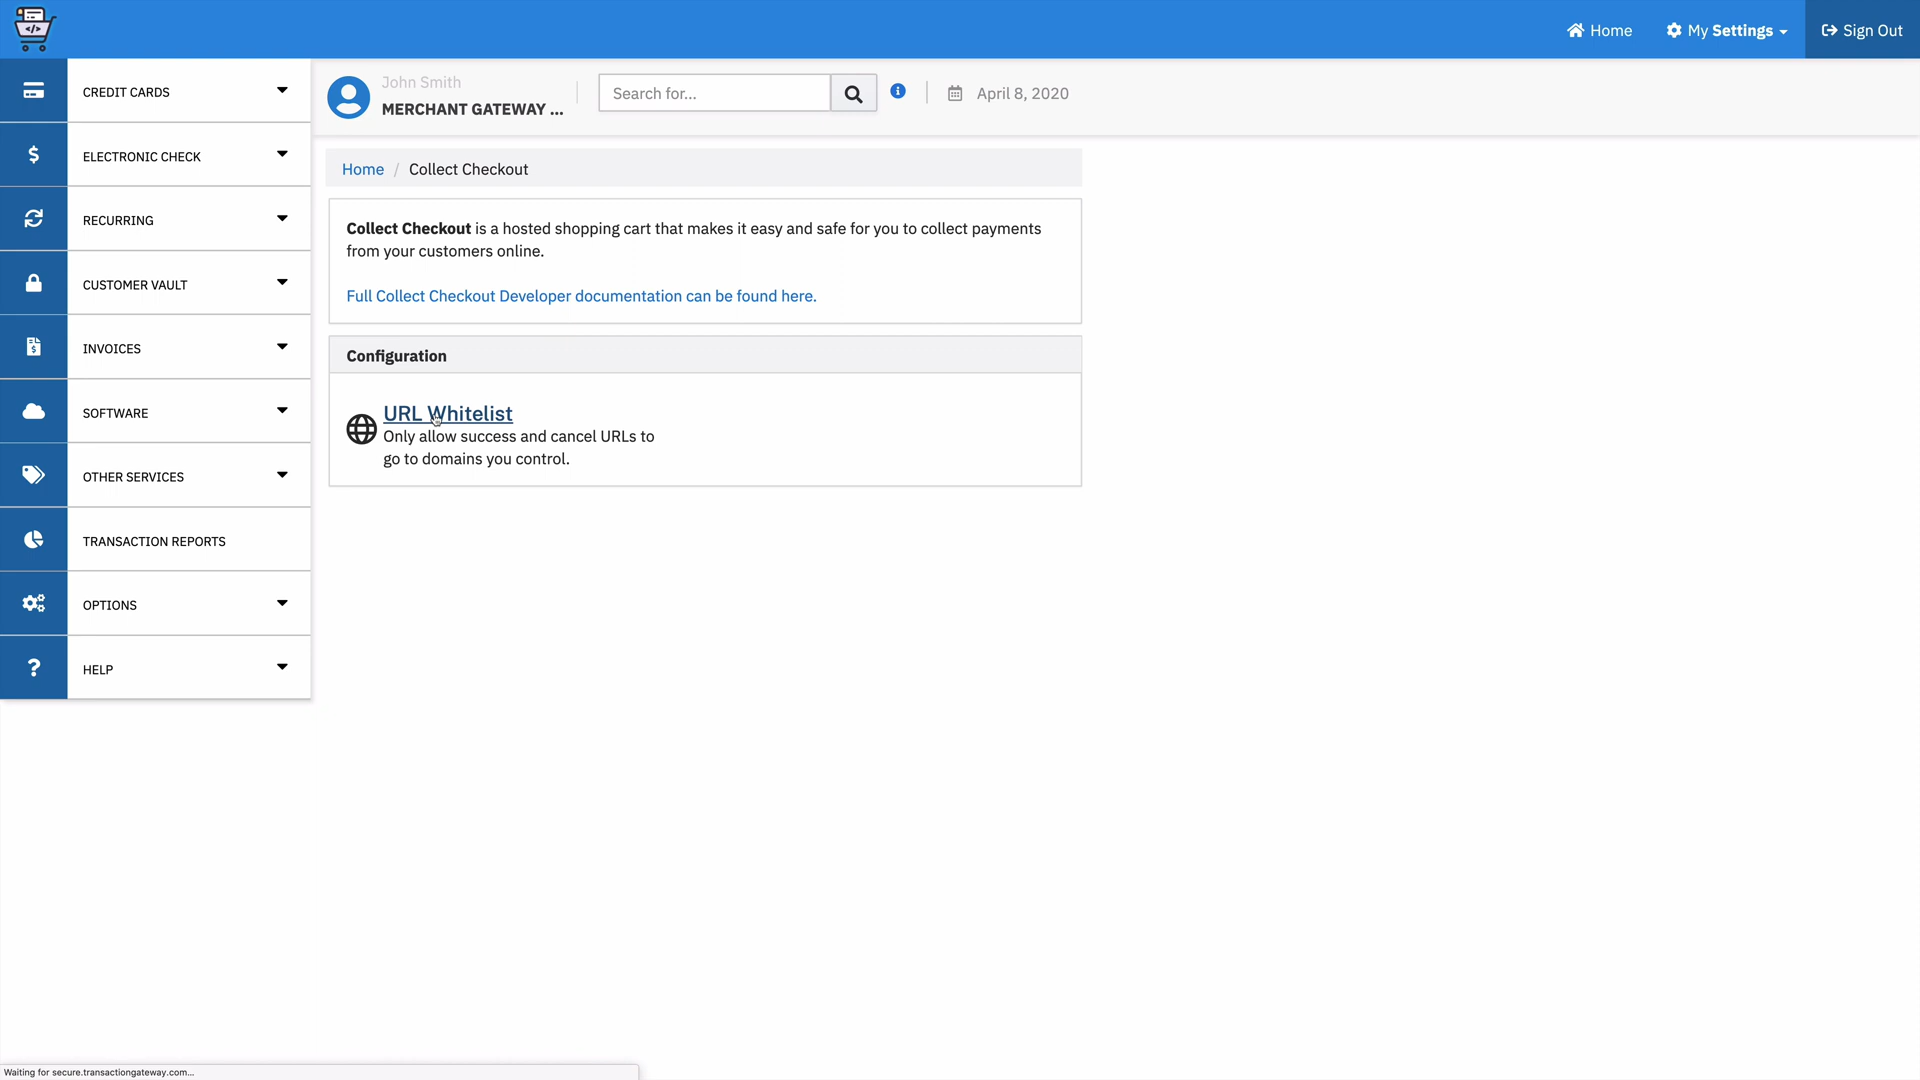 Home
My Settings
Sign Out
CREDIT CARDS
ELECTRONIC CHECK
RECURRING
CUSTOMER VAULT
INVOICES
SOFTWARE
OTHER SERVICES
TRANSACTION REPORTS
OPTIONS
HELP
John Smith
MERCHANT GATEWAY ...
Search for...
April 8, 2020
Home / Collect Checkout
Collect Checkout is a hosted shopping cart that makes it easy and safe for you to collect payments
from your customers online.
Full Collect Checkout Developer documentation can be found here.
Configuration
URL Whitelist
Only allow success and cancel URLs to
go to domains you control.
Waiting for secure.transactiongateway.com...